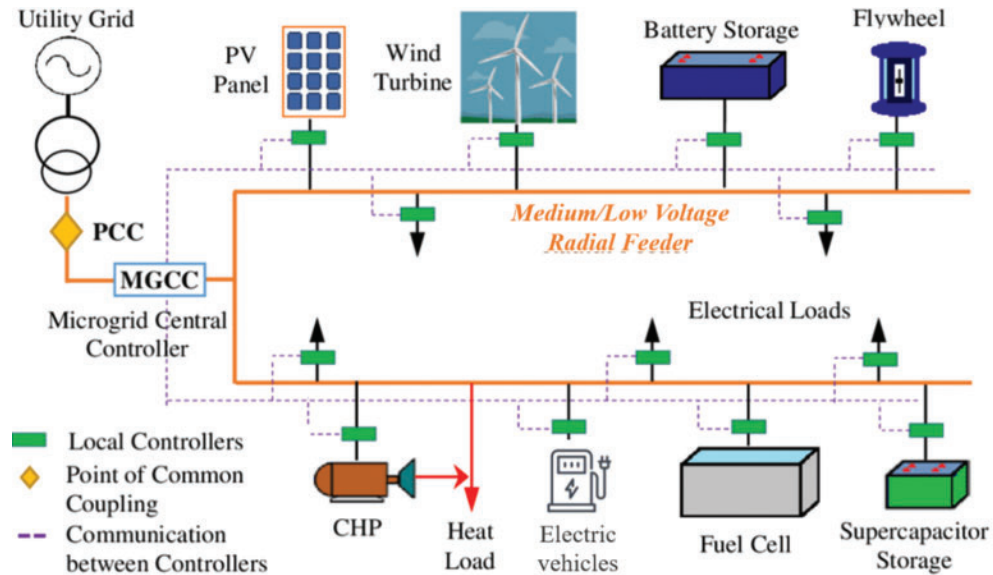 Utility Grid
PV
Panel
Wind
Turbine
Battery Storage
Flywheel
PCC
Medium/Low Voltage
Radial Feeder
MGCC
Microgrid Central
Controller
Electrical Loads
Local Controllers
Point of Common
Coupling
Communication
between Controllers
CHP
Heat
Load
Electric
vehicles
Fuel Cell
Supercapacitor
Storage